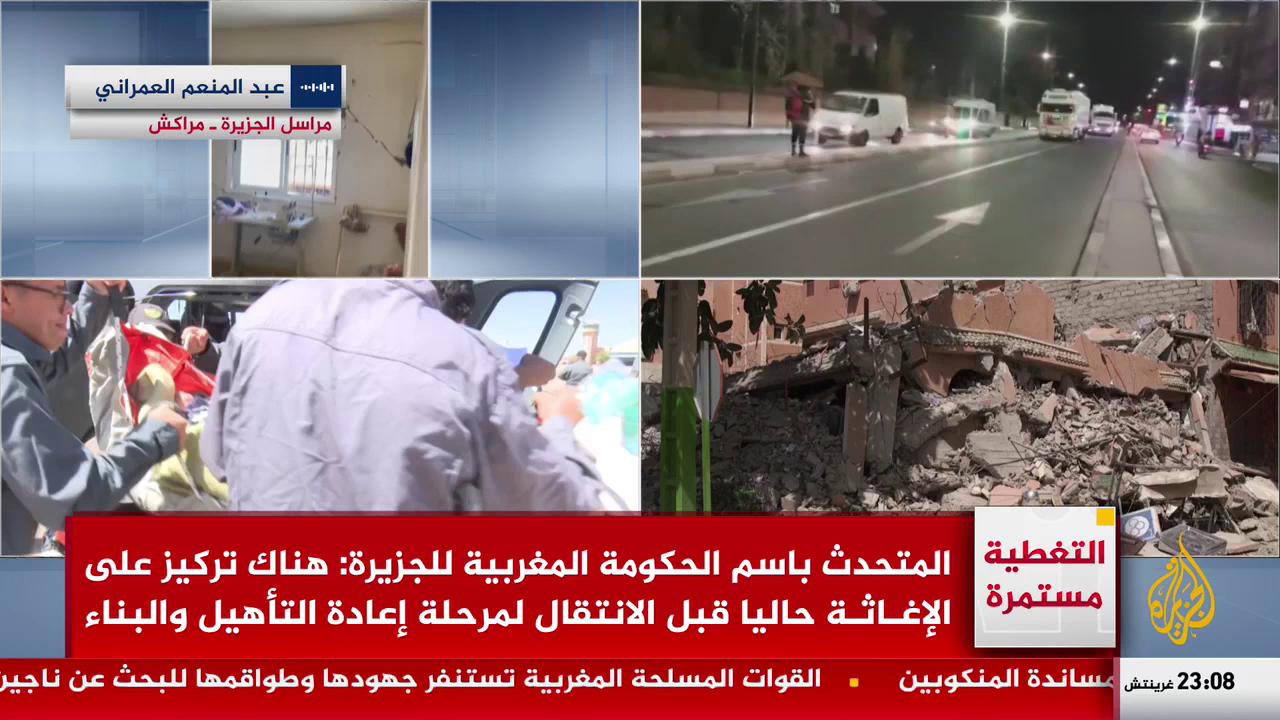 عبد المنعم العمراني
مراسل الجزيرة ـ مراكش
التغطية
مستمرة
المتحدث باسم الحكومة المغربية للجزيرة: هناك تركيز على
الإغـاثـة حاليا قبل الانتقال لمرحلة إعادة التأهيل والبناء
مساندة المنكوبين ▪ القوات المسلحة المغربية تستنفر جهودها وطواقمها للبحث عن ناجين
23:08 غرينتش
الجزيرة